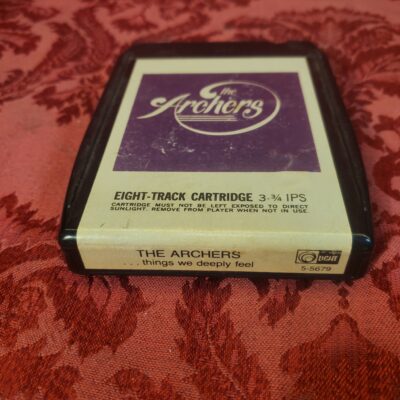 the
Archers
EIGHT-TRACK CARTRIDGE 3-¾ IPS
CARTRIDGE MUST NOT BE LEFT EXPOSED TO DIRECT
SUNLIGHT. REMOVE FROM PLAYER WHEN NOT IN USE.
THE ARCHERS
...things we deeply feel
LIGHT
5-5679